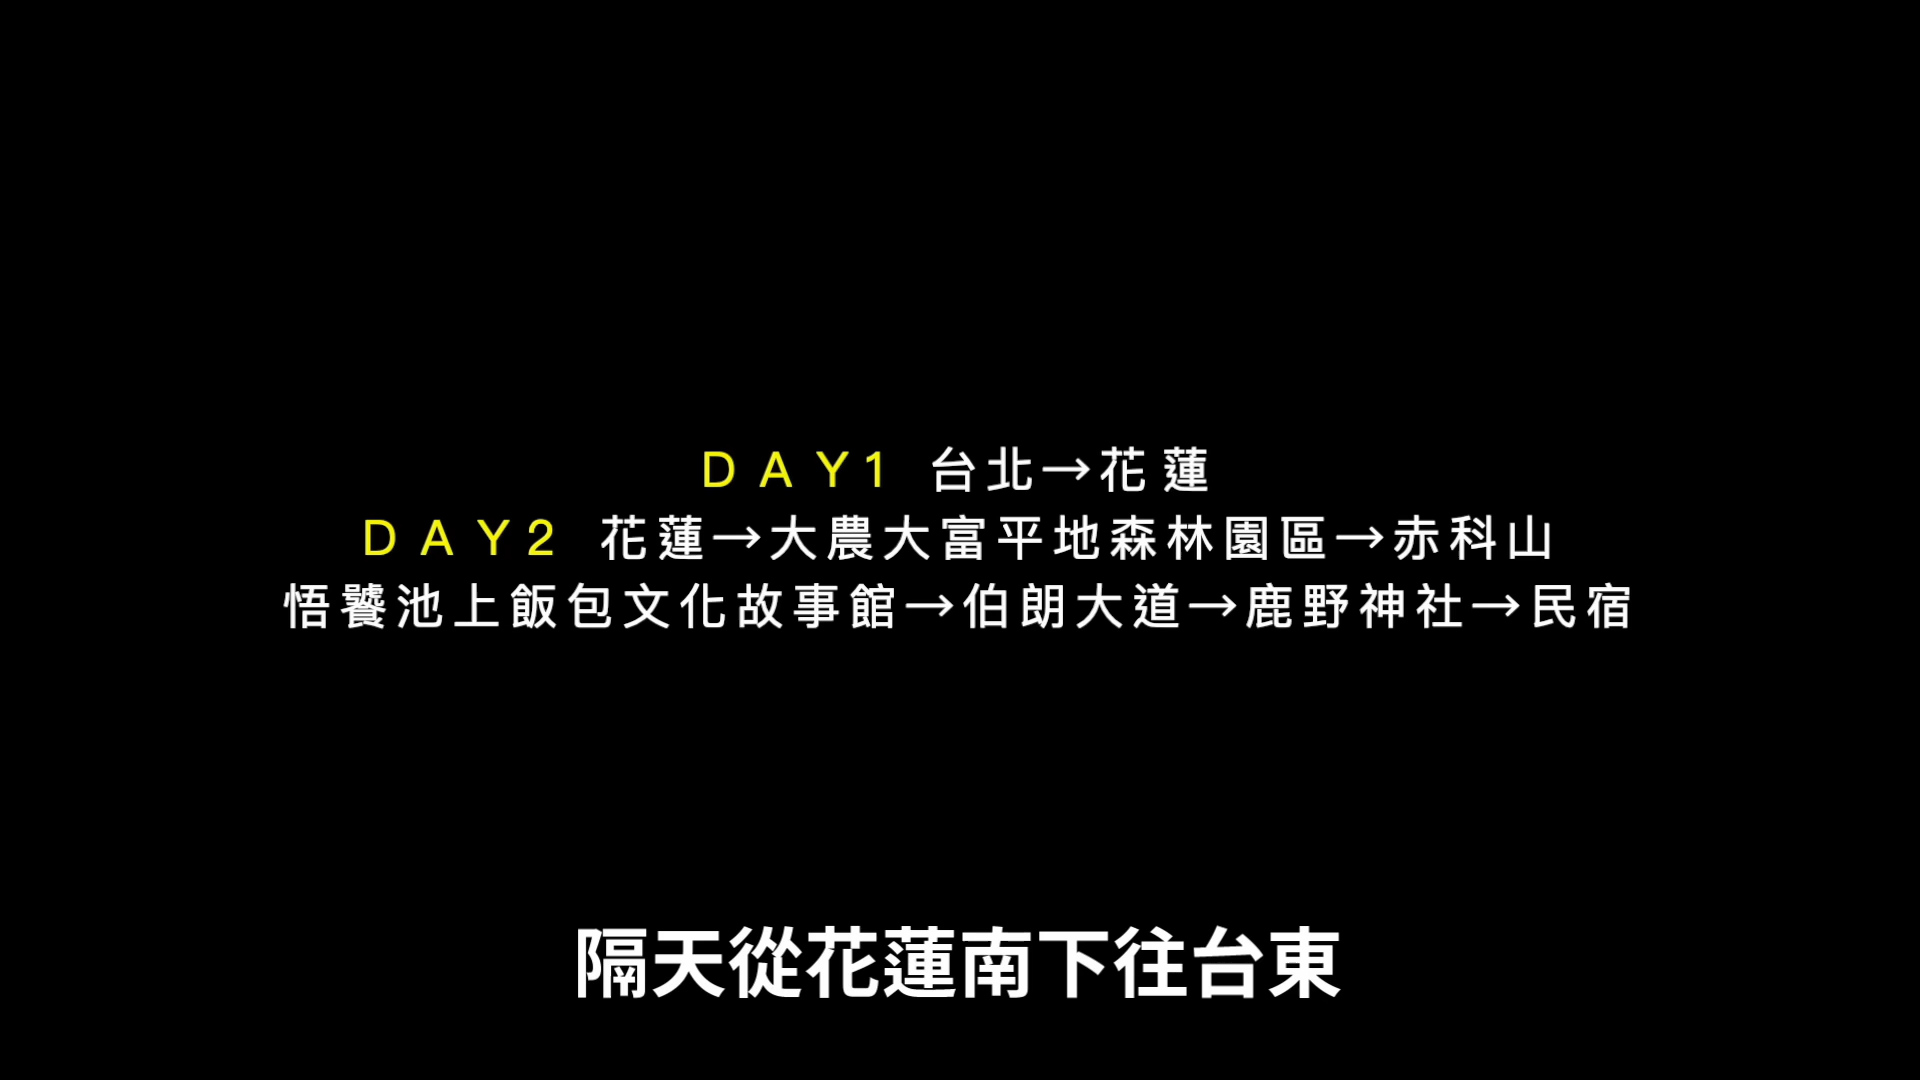 DAY1 台北→花蓮
DAY2 花蓮→大農大富平地森林園區→赤科山
悟饕池上飯包文化故事館→伯朗大道→鹿野神社→民宿
隔天從花蓮南下往台東